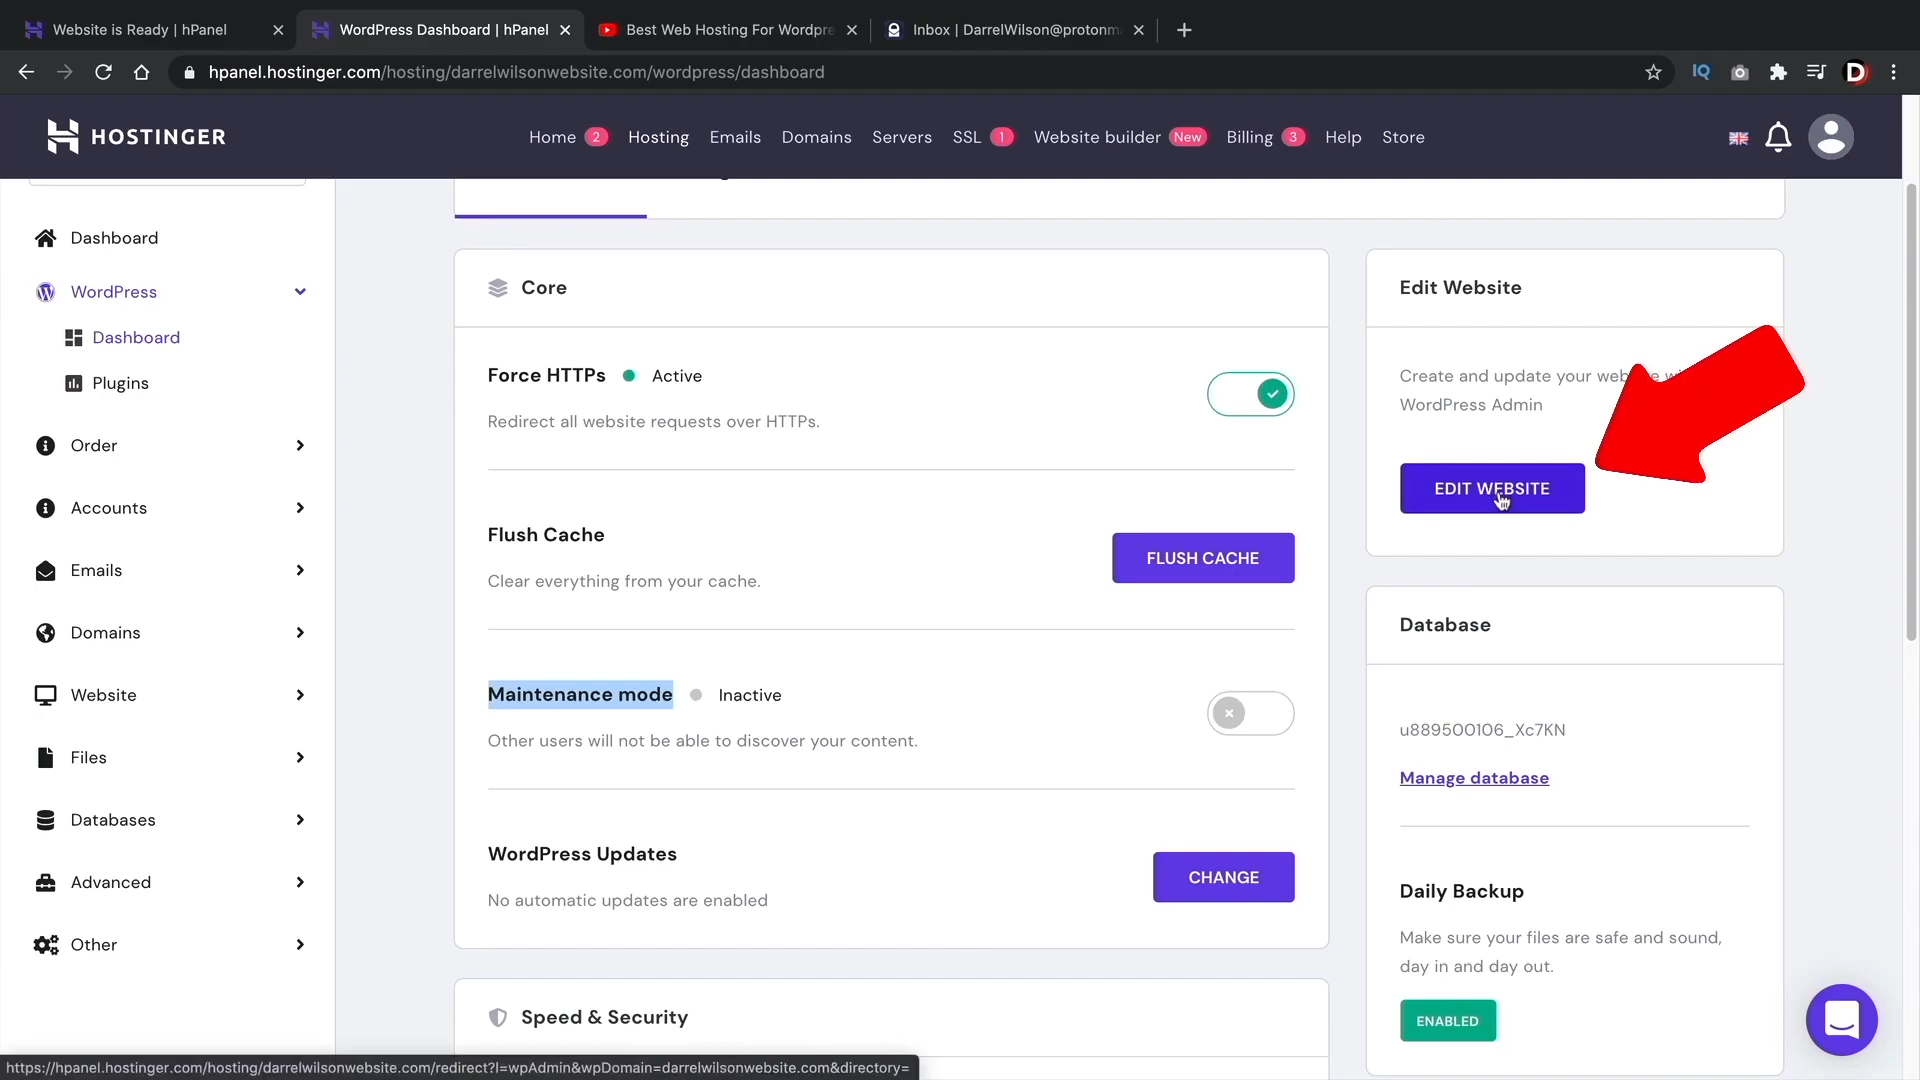 Website is Ready | hPanel
WordPress Dashboard | hPanel
Best Web Hosting For Wordpre
Inbox | DarrelWilson@protonm
hpanel.hostinger.com/hosting/darrelwilsonwebsite.com/wordpress/dashboard
IQ
D
HOSTINGER
Home 2
Hosting
Emails
Domains
Servers
SSL 1
Website builder New
Billing 3
Help
Store
Dashboard
WordPress
Dashboard
Plugins
Order
Accounts
Emails
Domains
Website
Files
Databases
Advanced
Other
Core
Force HTTPs Active
Redirect all website requests over HTTPs.
Flush Cache
Clear everything from your cache.
FLUSH CACHE
Maintenance mode Inactive
Other users will not be able to discover your content.
WordPress Updates
No automatic updates are enabled
CHANGE
Speed & Security
Edit Website
Create and update your
WordPress Admin
EDIT WEBSITE
Database
u889500106_Xc7KN
Manage database
Daily Backup
Make sure your files are safe and sound,
day in and day out.
ENABLED
https://hpanel.hostinger.com/hosting/darrelwilsonwebsite.com/redirect?l=wpAdmin&wpDomain=darrelwilsonwebsite.com&directory=